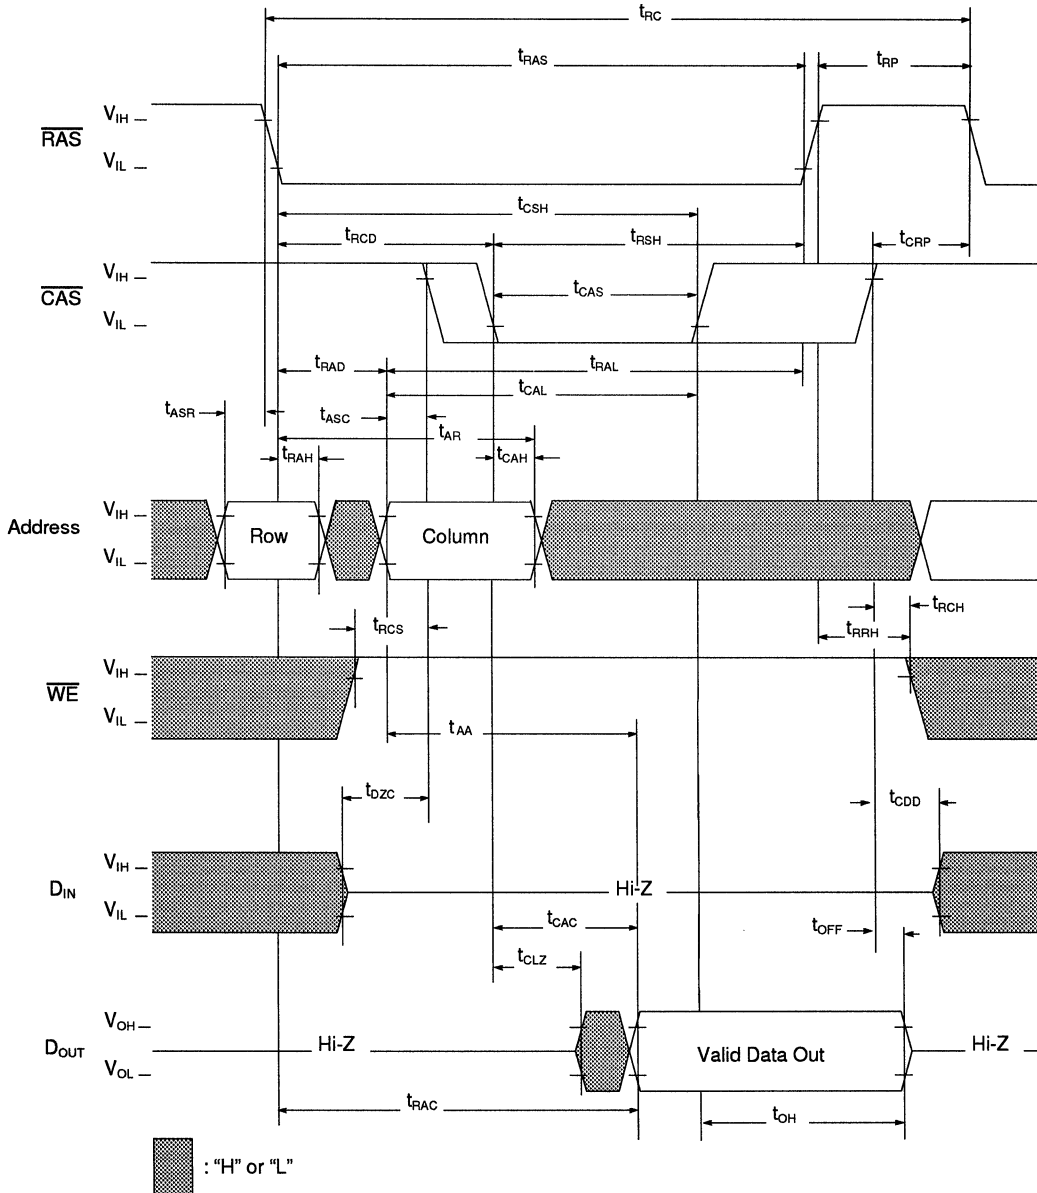 tRC
tRAS
tRP
RAS
VIH
VIL
tCSH
tRCD
tRSH
tCRP
CAS
VIH
VIL
tCAS
tRAD
tRAL
tCAL
tASR
tASC
tAR
tRAH
tCAH
Address
VIH
VIL
Row
Column
tRCH
tRCS
tRRH
WE
VIH
VIL
tAA
tDZC
tCDD
DIN
VIH
VIL
Hi-Z
tCAC
tOFF
tCLZ
DOUT
VOH
VOL
Hi-Z
Valid Data Out
Hi-Z
tRAC
tOH
: “H” or “L”